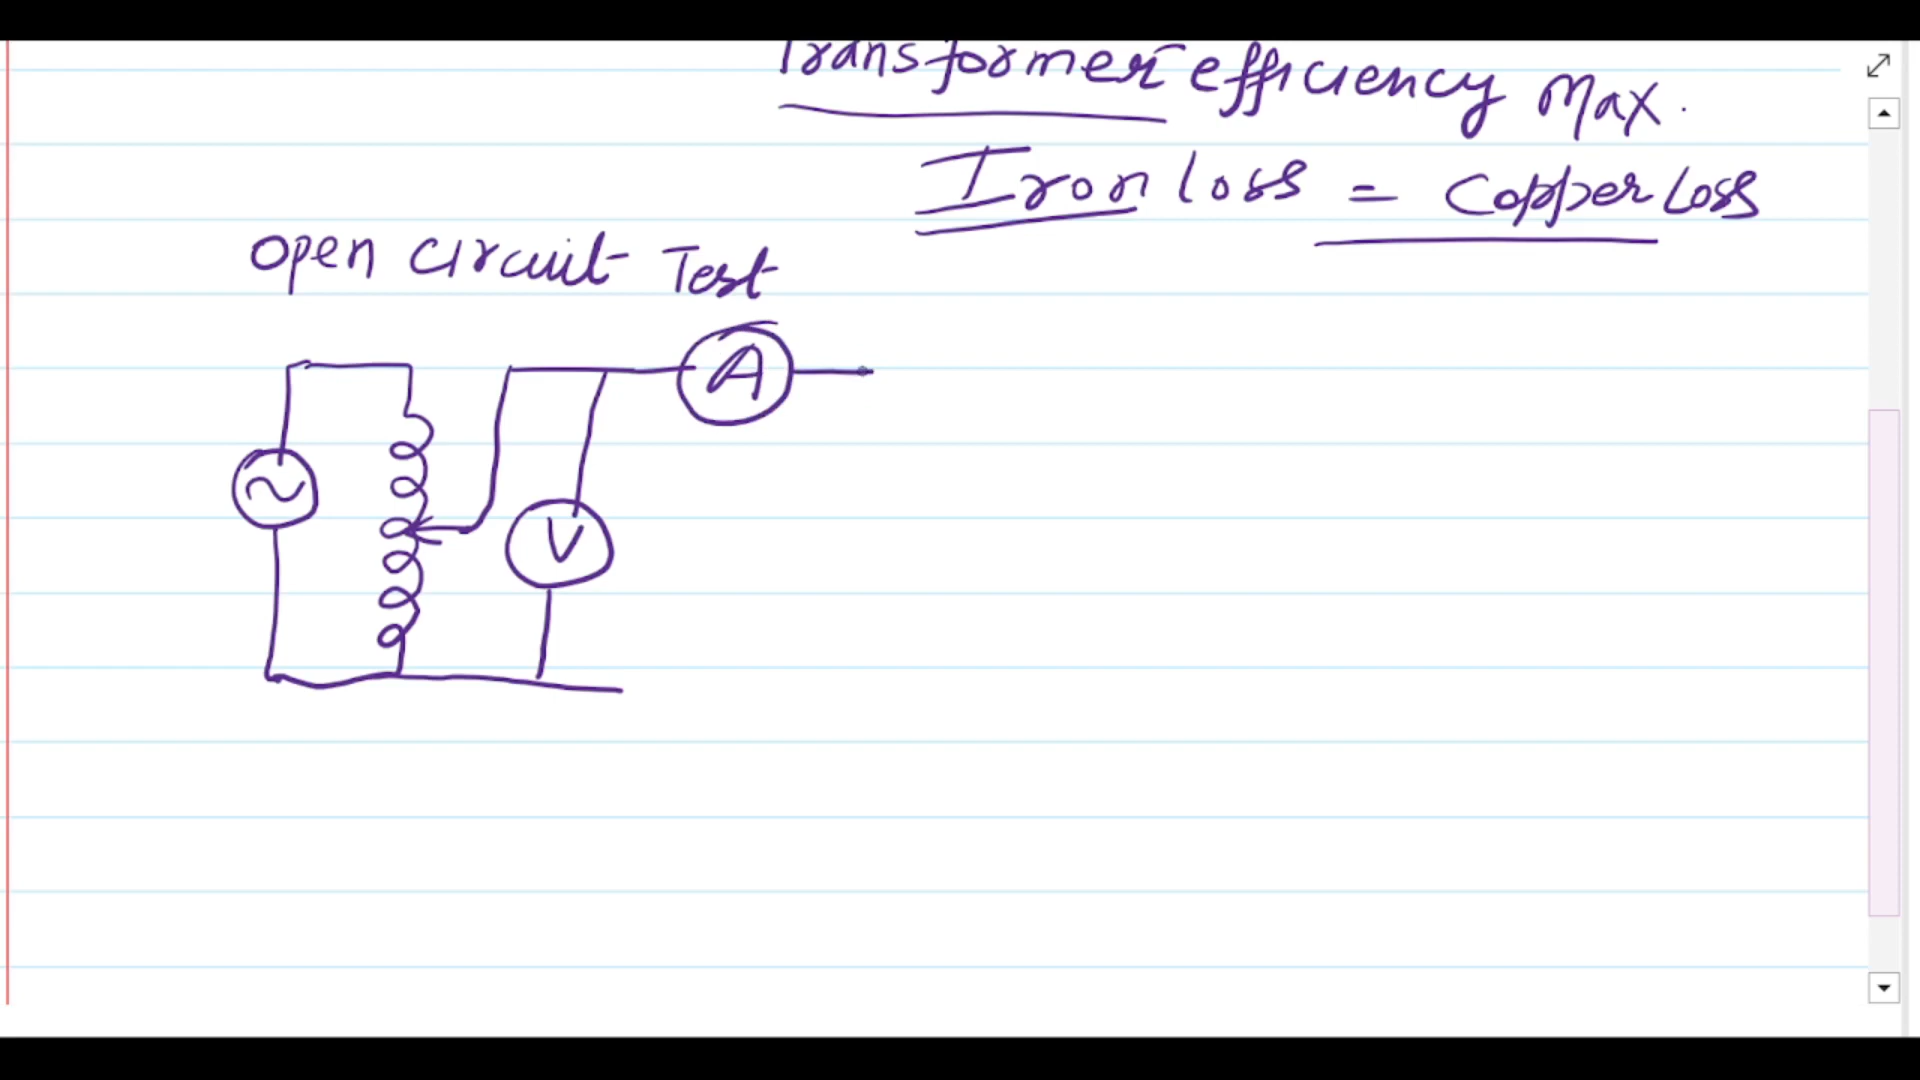 Transformer efficiency Max.
Iron loss = Copper Loss
Open Circuit Test
A
V